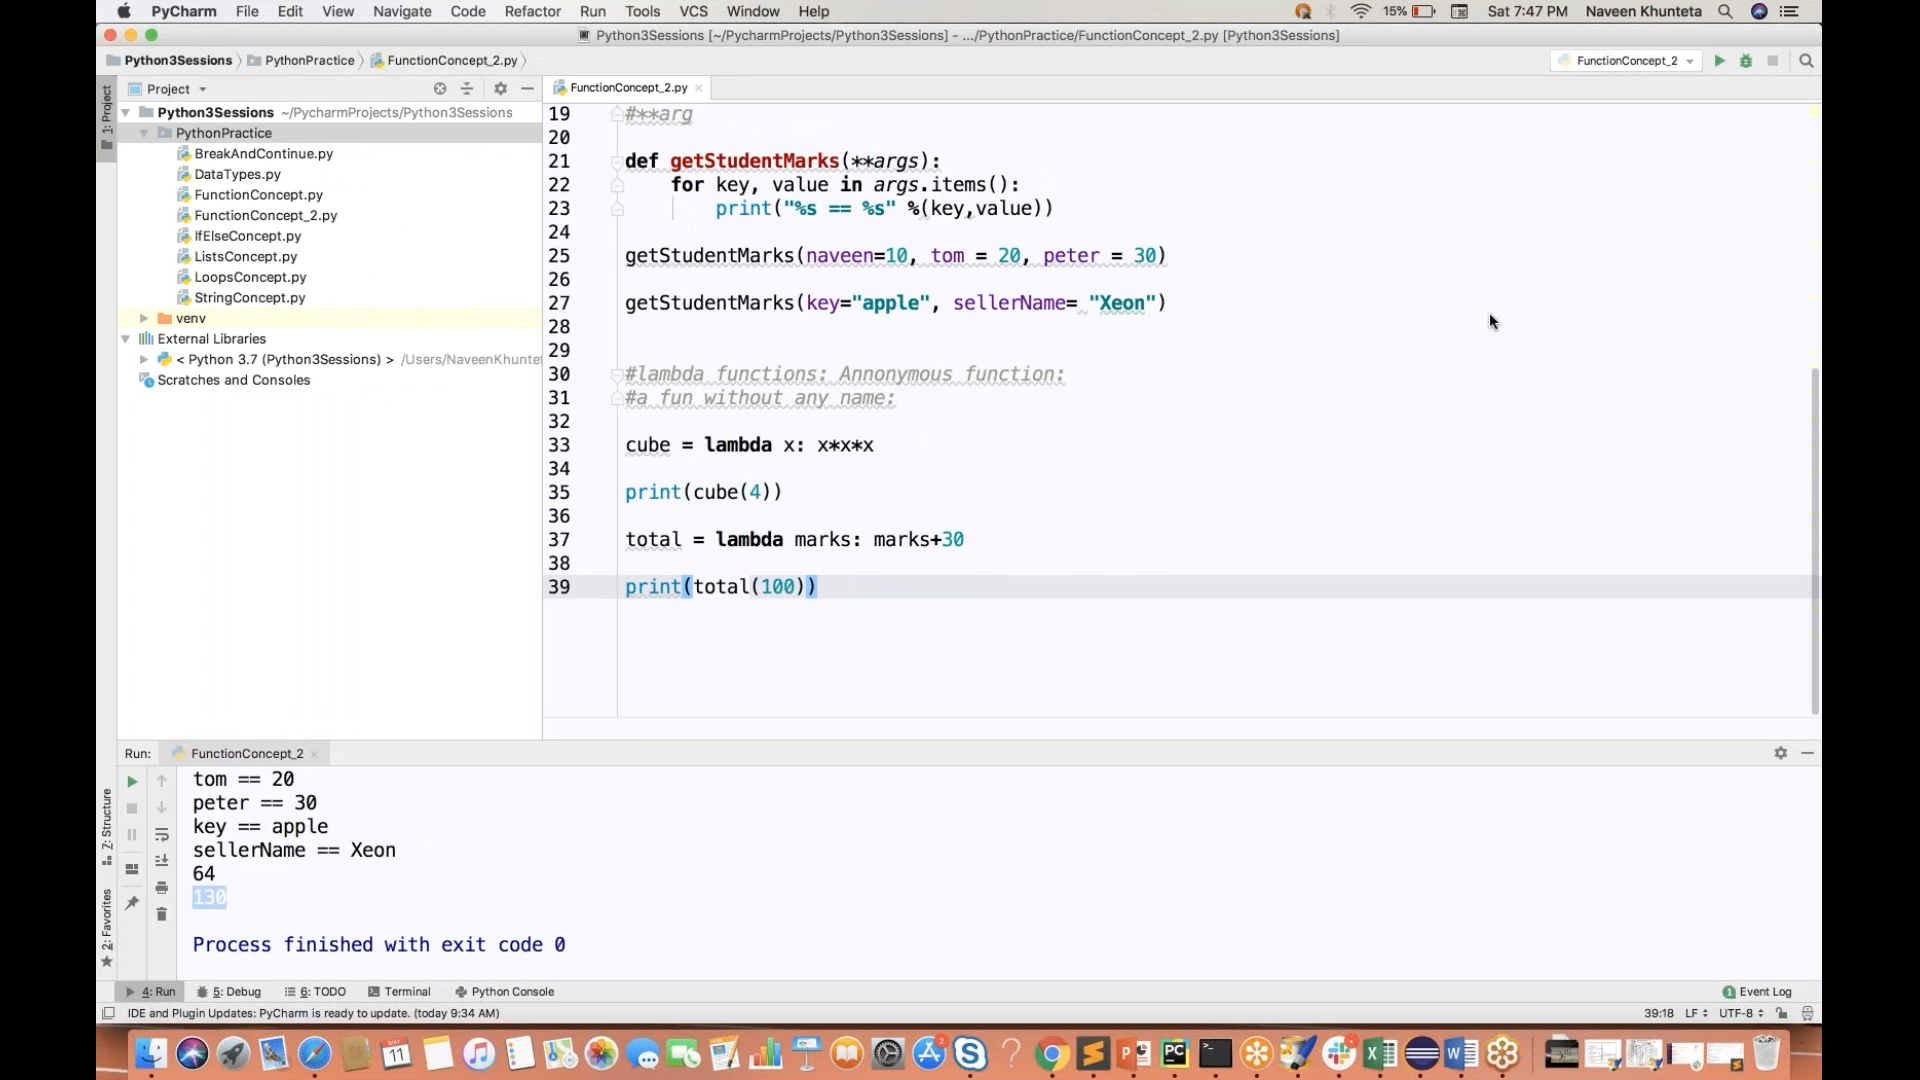 PyCharm File Edit View Navigate Code Refactor Run Tools VCS Window Help 15% Sat 7:47 PM Naveen Khunteta
Python3Sessions [~/PycharmProjects/Python3Sessions] - .../PythonPractice/FunctionConcept_2.py [Python3Sessions]
Python3Sessions PythonPractice FunctionConcept_2.py FunctionConcept_2
1: Project
Project
Python3Sessions ~/PycharmProjects/Python3Sessions
PythonPractice
BreakAndContinue.py
DataTypes.py
FunctionConcept.py
FunctionConcept_2.py
IfElseConcept.py
ListsConcept.py
LoopsConcept.py
StringConcept.py
venv
External Libraries
< Python 3.7 (Python3Sessions) > /Users/NaveenKhuntet
Scratches and Consoles
FunctionConcept_2.py
19 #**arg
20
21 def getStudentMarks(**args):
22 for key, value in args.items():
23 print("%s == %s" %(key,value))
24
25 getStudentMarks(naveen=10, tom = 20, peter = 30)
26
27 getStudentMarks(key="apple", sellerName= "Xeon")
28
29
30 #lambda functions: Annonymous function:
31 #a fun without any name:
32
33 cube = lambda x: x*x*x
34
35 print(cube(4))
36
37 total = lambda marks: marks+30
38
39 print(total(100))
Run: FunctionConcept_2
tom == 20
peter == 30
key == apple
sellerName == Xeon
64
130
Process finished with exit code 0
Z: Structure
2: Favorites
4: Run 5: Debug 6: TODO Terminal Python Console 1 Event Log
IDE and Plugin Updates: PyCharm is ready to update. (today 9:34 AM) 39:18 LF UTF-8
11
2
PC